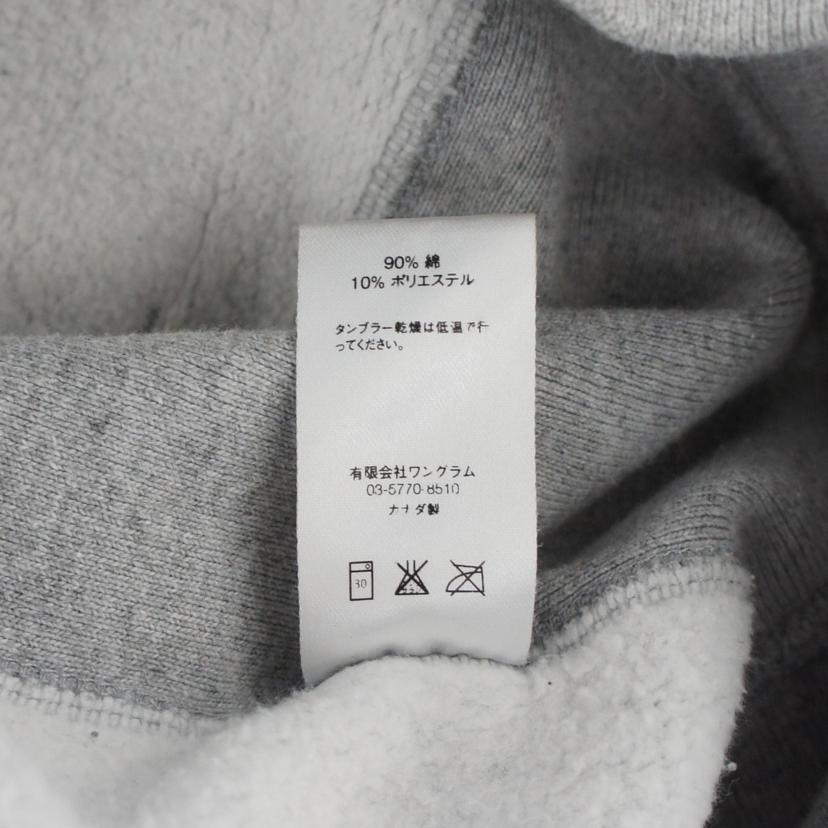 90% 綿
10% ポリエステル
タンブラー乾燥は低温で行
ってください。
有限会社ワングラム
03-5770-8510
カナダ製
30